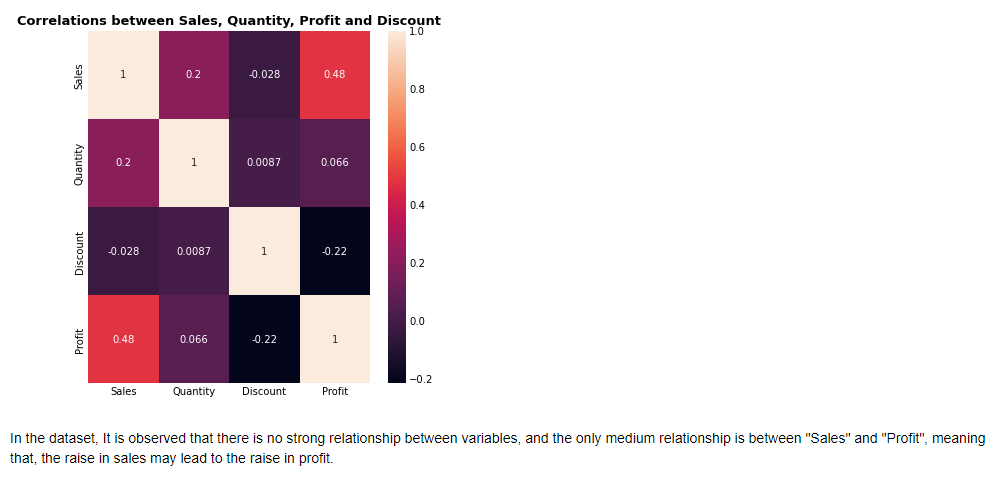 Correlations between Sales, Quantity, Profit and Discount
1.0
Sales 1 0.2 -0.028 0.48
0.8
0.6
Quantity 0.2 1 0.0087 0.066
0.4
0.2
Discount -0.028 0.0087 1 -0.22
0.0
Profit 0.48 0.066 -0.22 1
−0.2
Sales Quantity Discount Profit
In the dataset, It is observed that there is no strong relationship between variables, and the only medium relationship is between "Sales" and "Profit", meaning
that, the raise in sales may lead to the raise in profit.